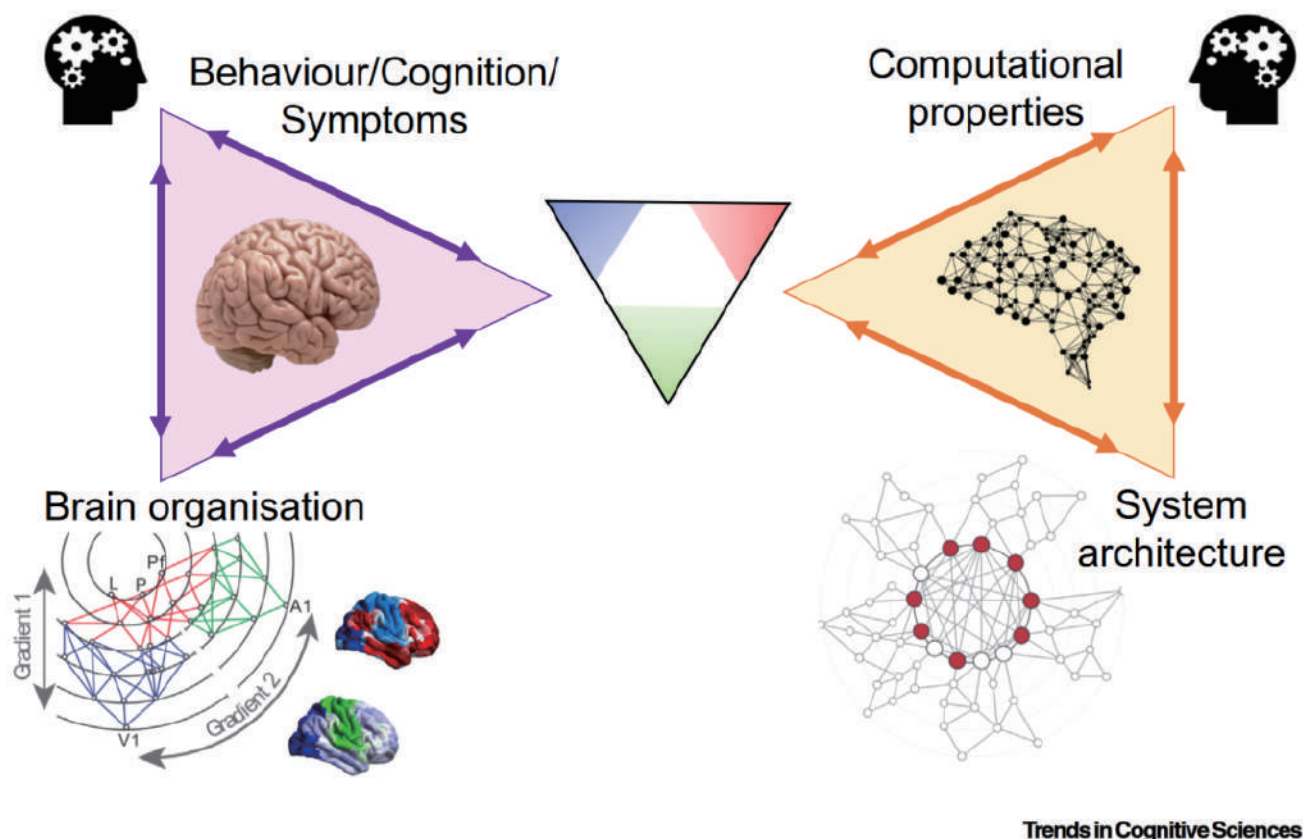 Behaviour/Cognition/
Symptoms
Computational
properties
Brain organisation
System
architecture
Gradient 1
L
P
Pf
A1
Gradient 2
V1
Trends in Cognitive Sciences